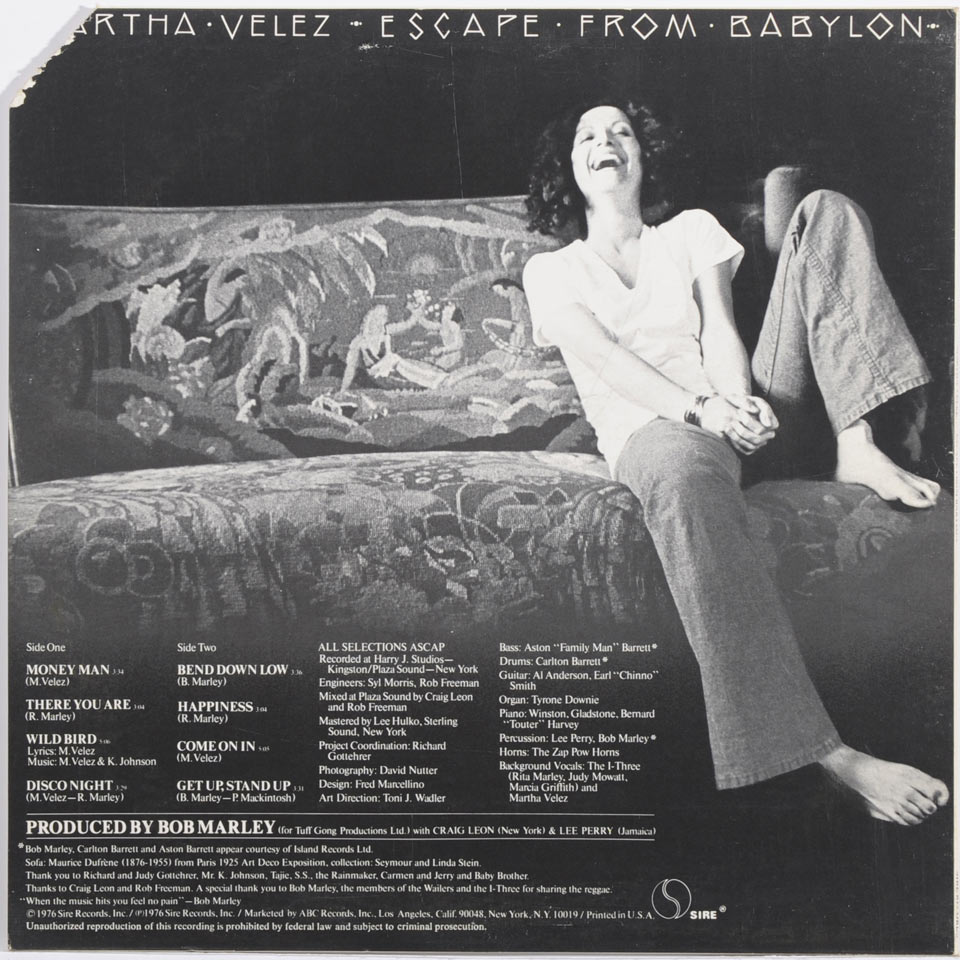 ARTHA · VELEZ · ESCAPE · FROM · BABYLON ·
Side One
MONEY MAN 3:34
(M.Velez)
THERE YOU ARE 3:04
(R. Marley)
WILD BIRD 5:06
Lyrics: M.Velez
Music: M.Velez & K. Johnson
DISCO NIGHT 3:29
(M.Velez—R. Marley)
Side Two
BEND DOWN LOW 3:36
(B. Marley)
HAPPINESS 3:04
(R. Marley)
COME ON IN 5:05
(M.Velez)
GET UP, STAND UP 3:31
(B. Marley—P. Mackintosh)
ALL SELECTIONS ASCAP
Recorded at Harry J. Studios—
Kingston/Plaza Sound—New York
Engineers: Syl Morris, Rob Freeman
Mixed at Plaza Sound by Craig Leon
and Rob Freeman
Mastered by Lee Hulko, Sterling
Sound, New York
Project Coordination: Richard
Gottehrer
Photography: David Nutter
Design: Fred Marcellino
Art Direction: Toni J. Wadler
Bass: Aston "Family Man" Barrett*
Drums: Carlton Barrett*
Guitar: Al Anderson, Earl "Chinno"
Smith
Organ: Tyrone Downie
Piano: Winston, Gladstone, Bernard
"Touter" Harvey
Percussion: Lee Perry, Bob Marley*
Horns: The Zap Pow Horns
Background Vocals: The I-Three
(Rita Marley, Judy Mowatt,
Marcia Griffith) and
Martha Velez
PRODUCED BY BOB MARLEY (for Tuff Gong Productions Ltd.) with CRAIG LEON (New York) & LEE PERRY (Jamaica)
*Bob Marley, Carlton Barrett and Aston Barrett appear courtesy of Island Records Ltd.
Sofa: Maurice Dufrêne (1876-1955) from Paris 1925 Art Deco Exposition, collection: Seymour and Linda Stein.
Thank you to Richard and Judy Gottehrer, Mr. K. Johnson, Tajie, S.S., the Rainmaker, Carmen and Jerry and Baby Brother.
Thanks to Craig Leon and Rob Freeman. A special thank you to Bob Marley, the members of the Wailers and the I-Three for sharing the reggae.
"When the music hits you feel no pain"—Bob Marley
©1976 Sire Records, Inc./℗1976 Sire Records, Inc. / Marketed by ABC Records, Inc., Los Angeles, Calif. 90048, New York, N.Y. 10019 / Printed in U.S.A.
Unauthorized reproduction of this recording is prohibited by federal law and subject to criminal prosecution.
SIRE®